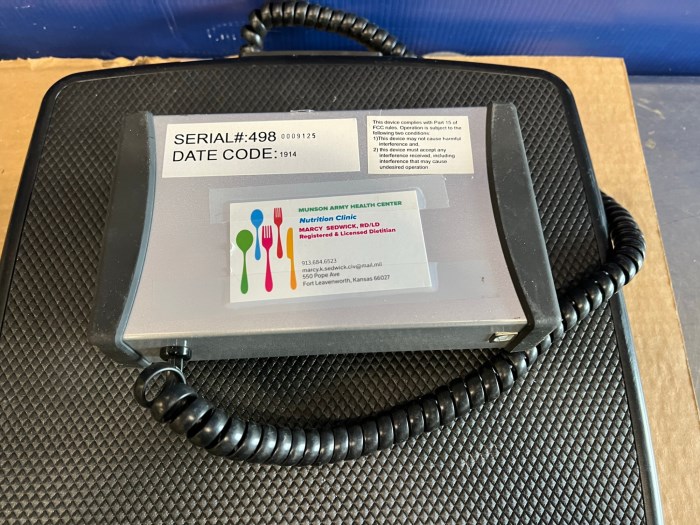 SERIAL#:498 0009125
DATE CODE: 1914
This device complies with Part 15 of
FCC rules. Operation is subject to the
following two conditions:
1)This device may not cause harmful
interference and,
2) this device must accept any
interference received, including
interference that may cause
undesired operation
MUNSON ARMY HEALTH CENTER
Nutrition Clinic
MARCY SEDWICK, RD/LD
Registered & Licensed Dietitian
913.684.6523
marcy.k.sedwick.civ@mail.mil
550 Pope Ave
Fort Leavenworth, Kansas 66027